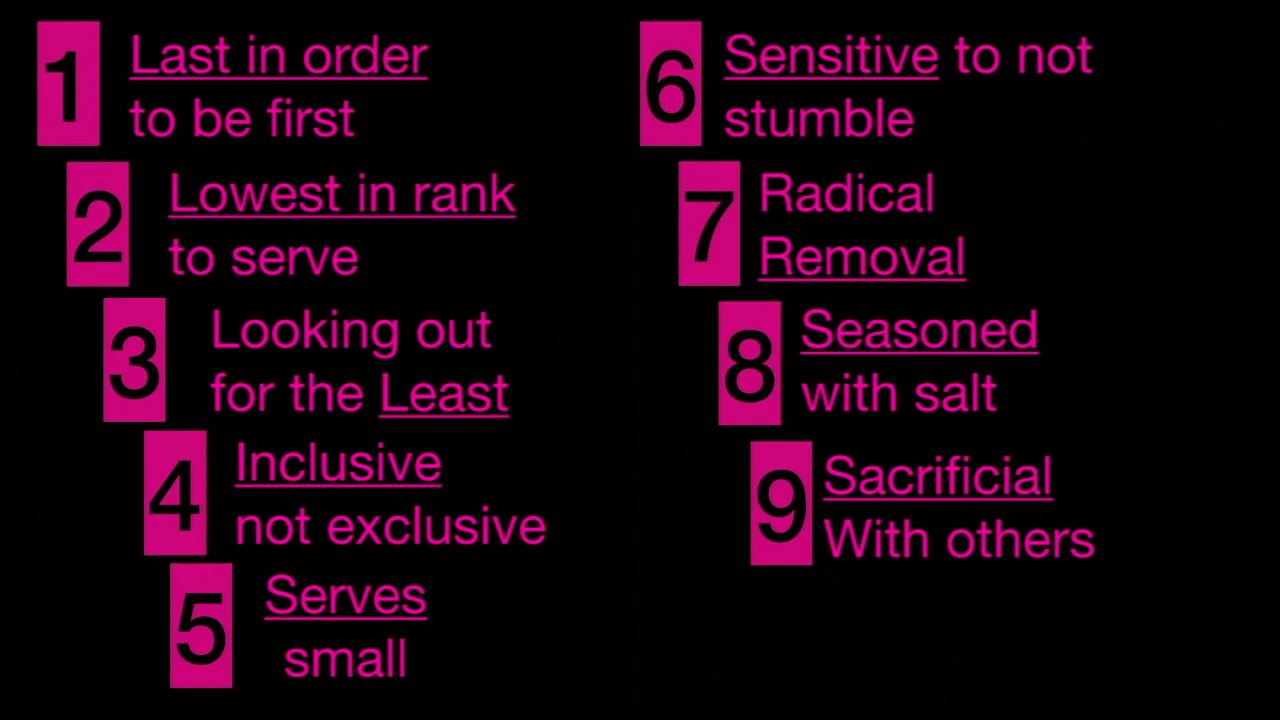 1 Last in order
to be first
2 Lowest in rank
to serve
3 Looking out
for the Least
4 Inclusive
not exclusive
5 Serves
small
6 Sensitive to not
stumble
7 Radical
Removal
8 Seasoned
with salt
9 Sacrificial
With others